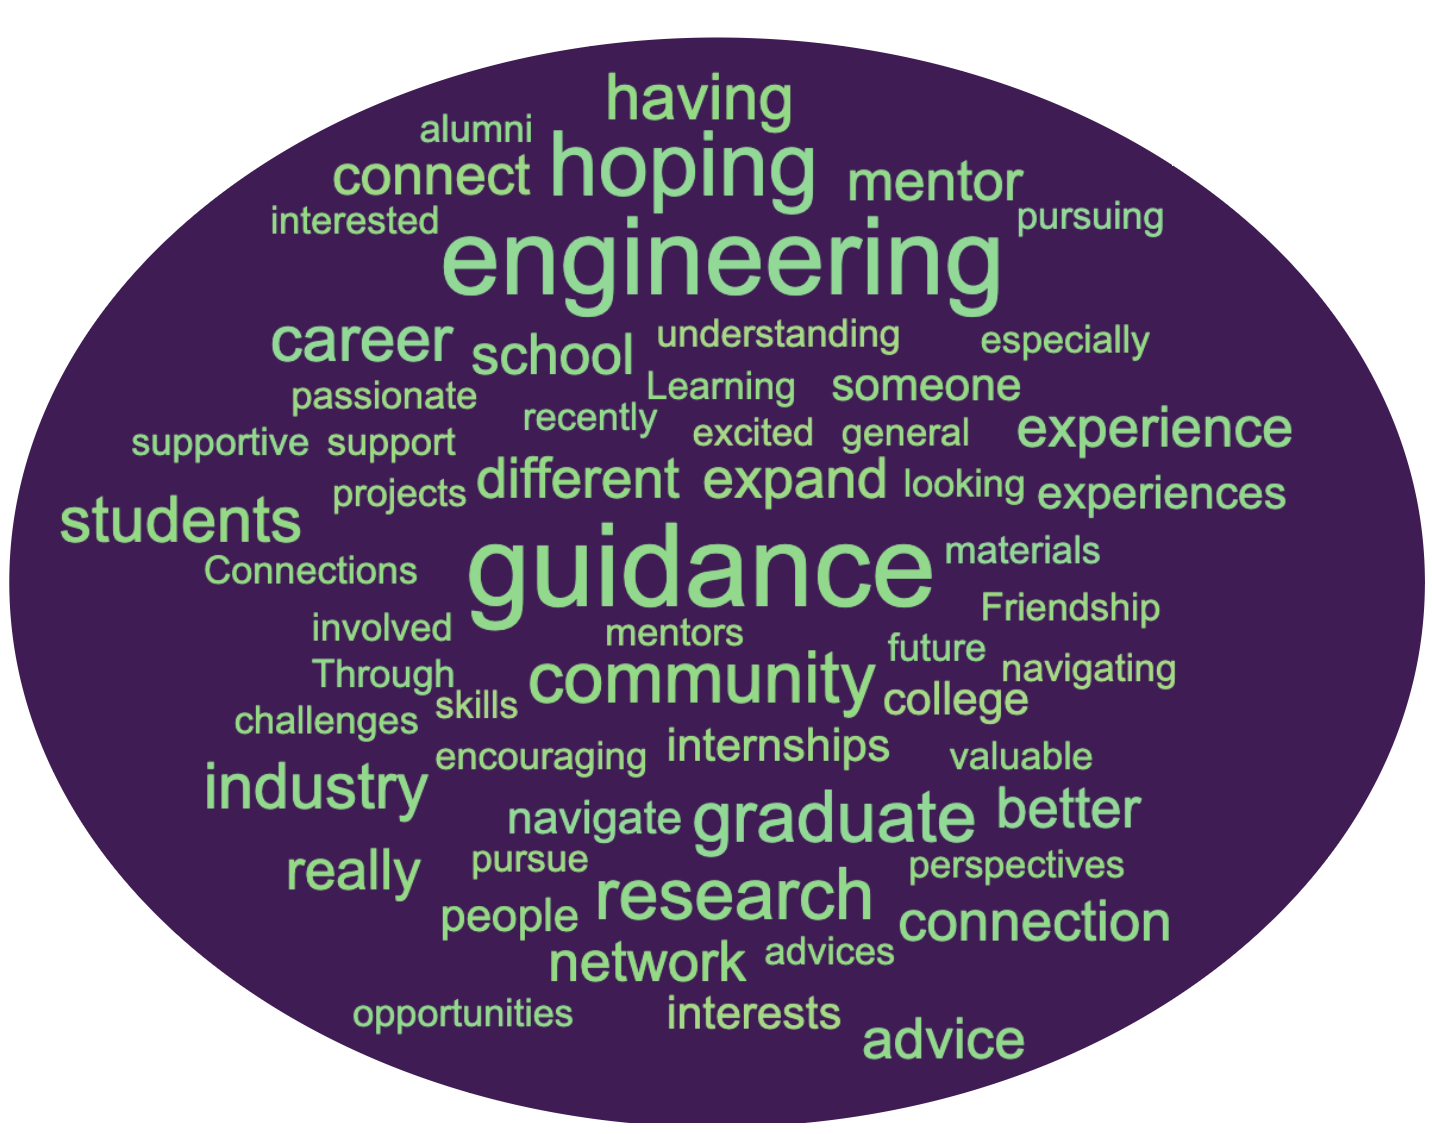 having
alumni
connect hoping mentor
interested pursuing
engineering
career school understanding especially
passionate Learning someone
recently excited general experience
supportive support
different expand looking experiences
projects
students
guidance materials
Connections
Friendship
involved mentors
future
Through community navigating
skills college
challenges
encouraging internships valuable
industry
navigate graduate better
really pursue perspectives
research
people connection
network advices
opportunities interests
advice